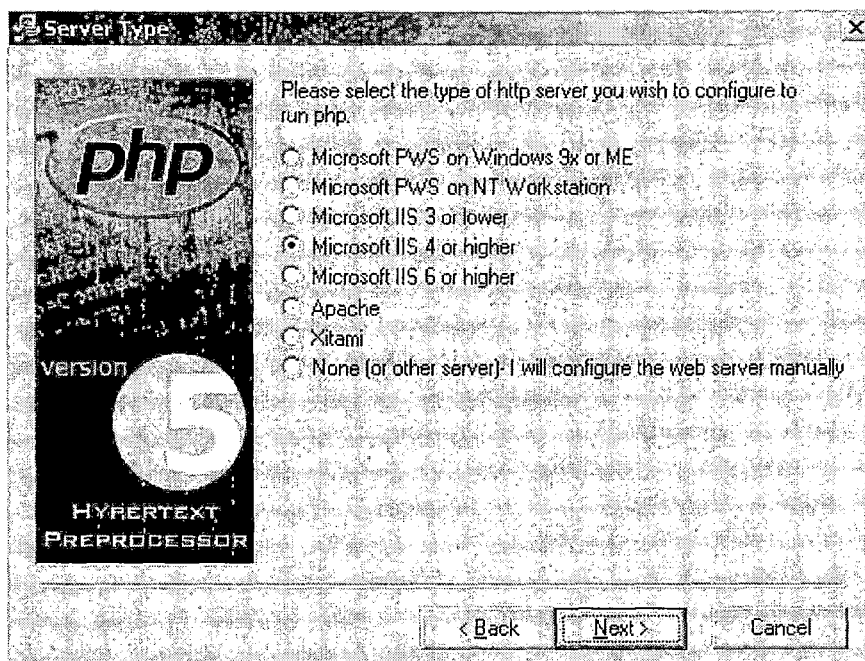 Server Type
Please select the type of http server you wish to configure to
run php.
php
Microsoft PWS on Windows 9x or ME
Microsoft PWS on NT Workstation
Microsoft IIS 3 or lower
Microsoft IIS 4 or higher
Microsoft IIS 6 or higher
Apache
Xitami
None (or other server)- I will configure the web server manually
version
5
HYPERTEXT
PREPROCESSOR
< Back
Next >
Cancel